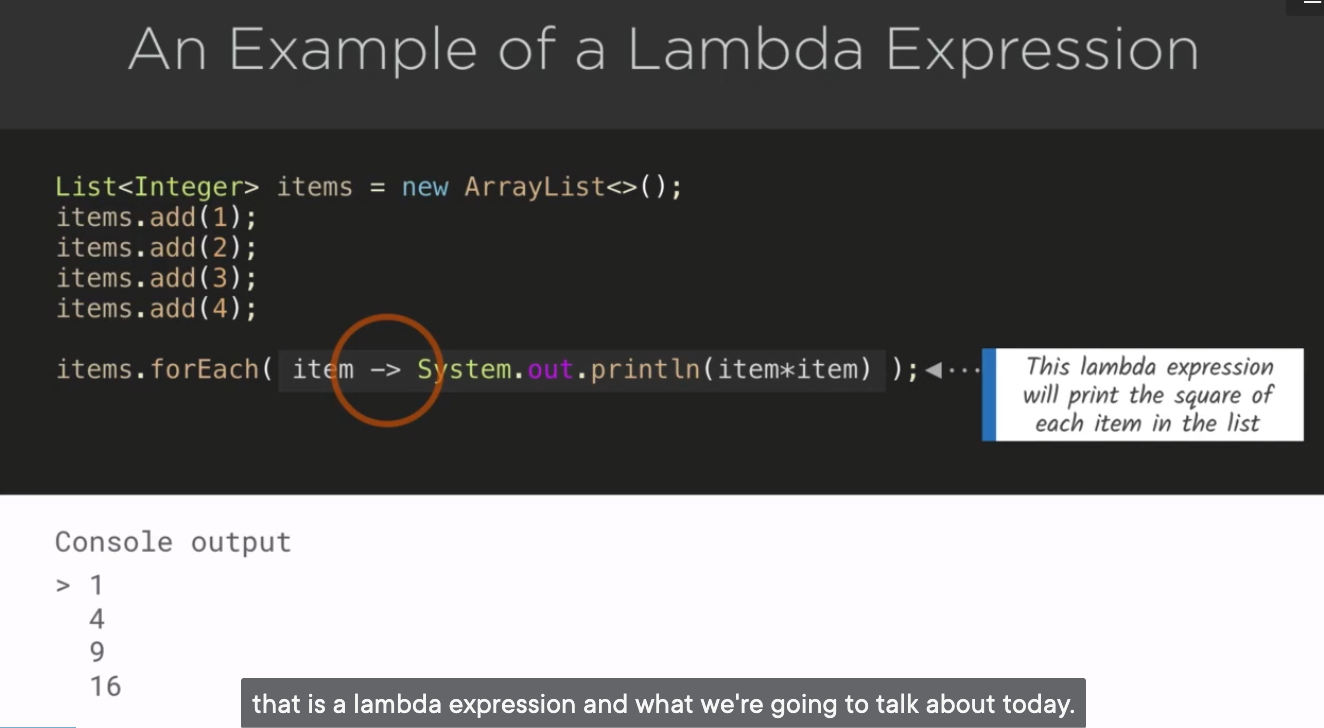 An Example of a Lambda Expression
List<Integer> items = new ArrayList<>();
items.add(1);
items.add(2);
items.add(3);
items.add(4);
items.forEach( item -> System.out.println(item*item) );
This lambda expression
will print the square of
each item in the list
Console output
> 1
4
9
16
that is a lambda expression and what we're going to talk about today.